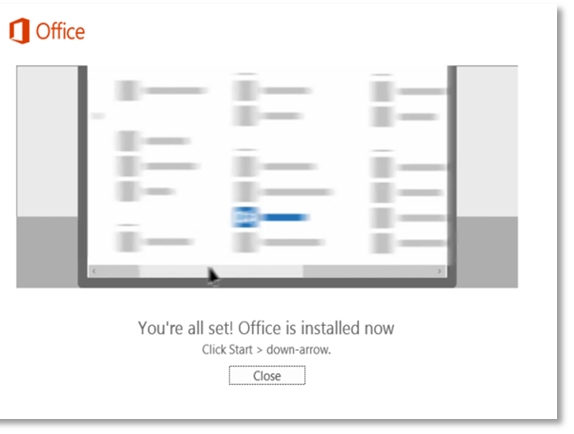 Office
You're all set! Office is installed now
Click Start > down-arrow.
Close